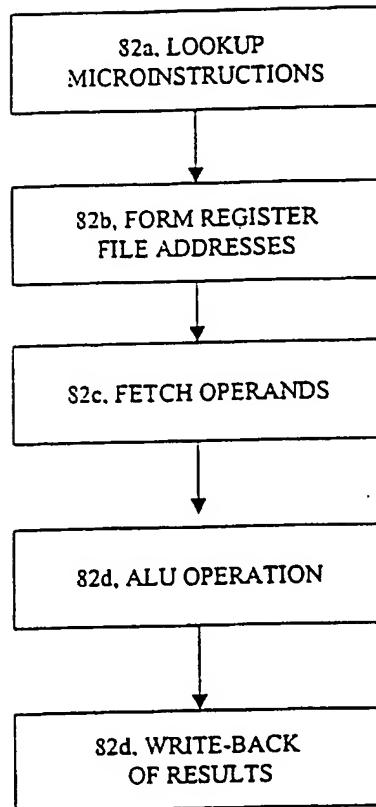 82a, LOOKUP
MICROINSTRUCTIONS
82b, FORM REGISTER
FILE ADDRESSES
82c, FETCH OPERANDS
82d, ALU OPERATION
82d, WRITE-BACK
OF RESULTS